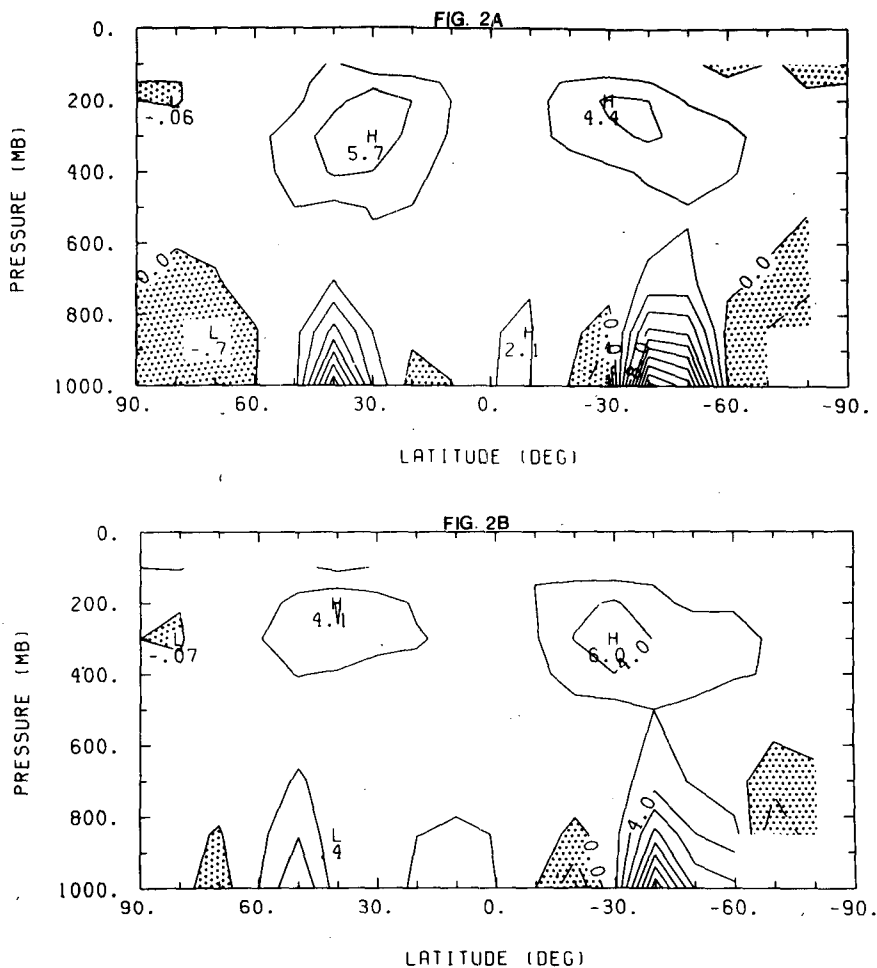 FIG. 2A
0.
200.
400.
600.
800.
1000.
PRESSURE (MB)
L
-.06
H
5.7
H
4.4
0.0
L
-.7
H
2.1
0.0
90.
60.
30.
0.
-30.
-60.
-90.
LATITUDE (DEG)
FIG. 2B
0.
200.
400.
600.
800.
1000.
PRESSURE (MB)
L
-.07
H
4.1
H
6.0
4.0
L
.4
4.0
90.
60.
30.
0.
-30.
-60.
-90.
LATITUDE (DEG)